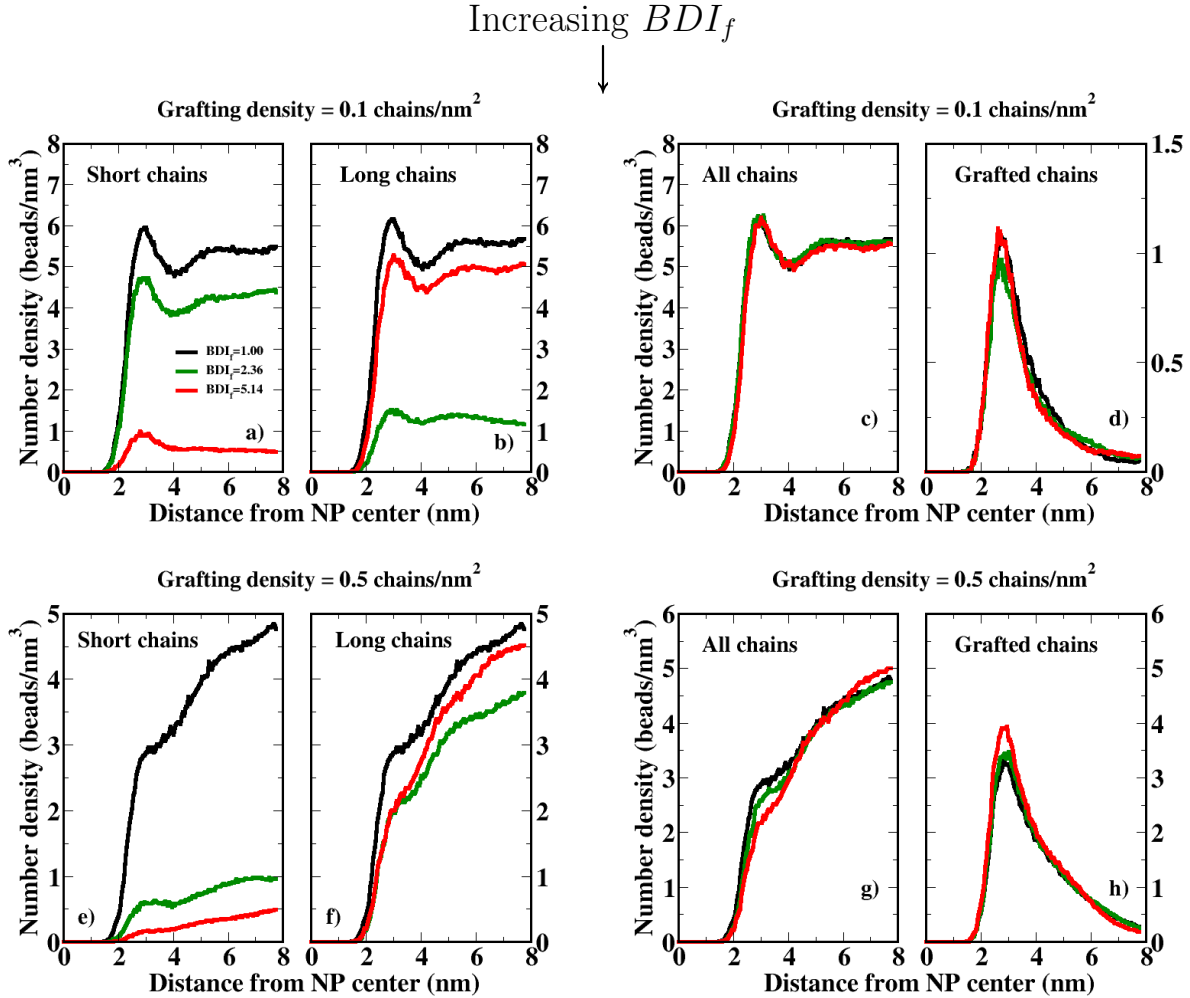 Increasing BDI_f
Grafting density = 0.1 chains/nm^2
Grafting density = 0.1 chains/nm^2
Number density (beads/nm^3)
8
7
6
5
4
3
2
1
0
Short chains
BDI_f=1.00
BDI_f=2.36
BDI_f=5.14
a)
Long chains
b)
8
7
6
5
4
3
2
1
0
0 2 4 6 8 0 2 4 6 8
Distance from NP center (nm)
Number density (beads/nm^3)
8
7
6
5
4
3
2
1
0
All chains
c)
Grafted chains
d)
1.5
1
0.5
0
0 2 4 6 8 0 2 4 6 8
Distance from NP center (nm)
Grafting density = 0.5 chains/nm^2
Grafting density = 0.5 chains/nm^2
Number density (beads/nm^3)
5
4
3
2
1
0
Short chains
e)
Long chains
f)
5
4
3
2
1
0
0 2 4 6 8 0 2 4 6 8
Distance from NP center (nm)
Number density (beads/nm^3)
6
5
4
3
2
1
0
All chains
g)
Grafted chains
h)
6
5
4
3
2
1
0
0 2 4 6 8 0 2 4 6 8
Distance from NP center (nm)